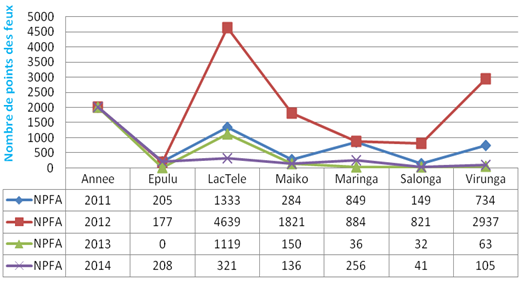 Nombre de points des feux
5000
4500
4000
3500
3000
2500
2000
1500
1000
500
0
Annee Epulu LacTele Maiko Maringa Salonga Virunga
NPFA 2011 205 1333 284 849 149 734
NPFA 2012 177 4639 1821 884 821 2937
NPFA 2013 0 1119 150 36 32 63
NPFA 2014 208 321 136 256 41 105